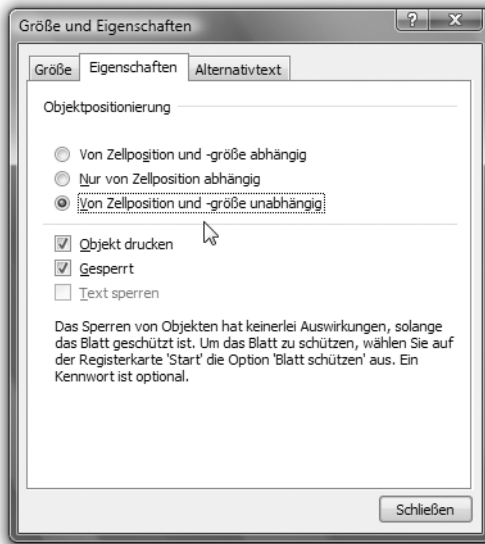 Größe und Eigenschaften
Größe Eigenschaften Alternativtext
Objektpositionierung
Von Zellposition und -größe abhängig
Nur von Zellposition abhängig
Von Zellposition und -größe unabhängig
Objekt drucken
Gesperrt
Text sperren
Das Sperren von Objekten hat keinerlei Auswirkungen, solange
das Blatt geschützt ist. Um das Blatt zu schützen, wählen Sie auf
der Registerkarte 'Start' die Option 'Blatt schützen' aus. Ein
Kennwort ist optional.
Schließen